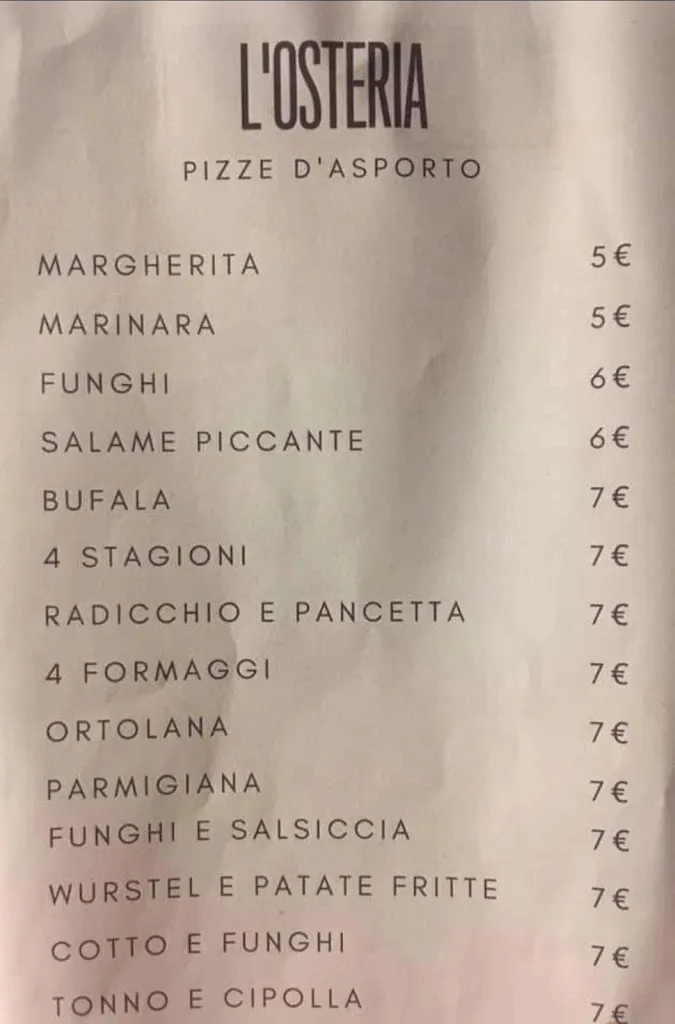 L'OSTERIA
PIZZE D'ASPORTO
MARGHERITA 5€
MARINARA 5€
FUNGHI 6€
SALAME PICCANTE 6€
BUFALA 7€
4 STAGIONI 7€
RADICCHIO E PANCETTA 7€
4 FORMAGGI 7€
ORTOLANA 7€
PARMIGIANA 7€
FUNGHI E SALSICCIA 7€
WURSTEL E PATATE FRITTE 7€
COTTO E FUNGHI 7€
TONNO E CIPOLLA 7€